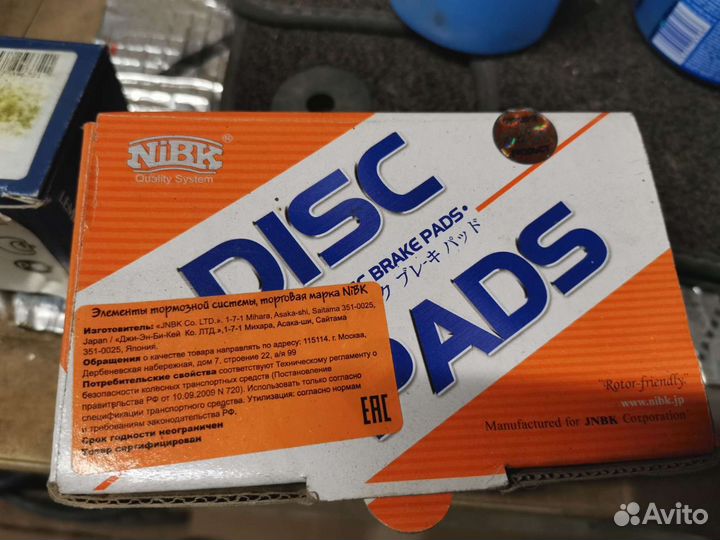 NiBK®
Quality System
DISC
PADS
BRAKE PADS.
ク ブレーキ パッド
PRODUCT
Элементы тормозной системы, торговая марка NiBK
Изготовитель: «JNBK Co. LTD.», 1-7-1 Mihara, Asaka-shi, Saitama 351-0025,
Japan / «Джи-Эн-Би-Кей Ко. ЛТД.»,1-7-1 Михара, Асака-ши, Сайтама
351-0025, Япония.
Обращения о качестве товара направлять по адресу: 115114, г. Москва,
Дербеневская набережная, дом 7, строение 22, а/я 99
Потребительские свойства соответствуют Техническому регламенту о
безопасности колёсных транспортных средств (Постановление
правительства РФ от 10.09.2009 N 720). Использовать только согласно
спецификации транспортного средства. Утилизация: согласно нормам
и требованиям законодательства РФ.
Срок годности неограничен
Товар сертифицирован
EAC
"Rotor-friendly."
www.nibk.jp
Manufactured for JNBK Corporation
Avito